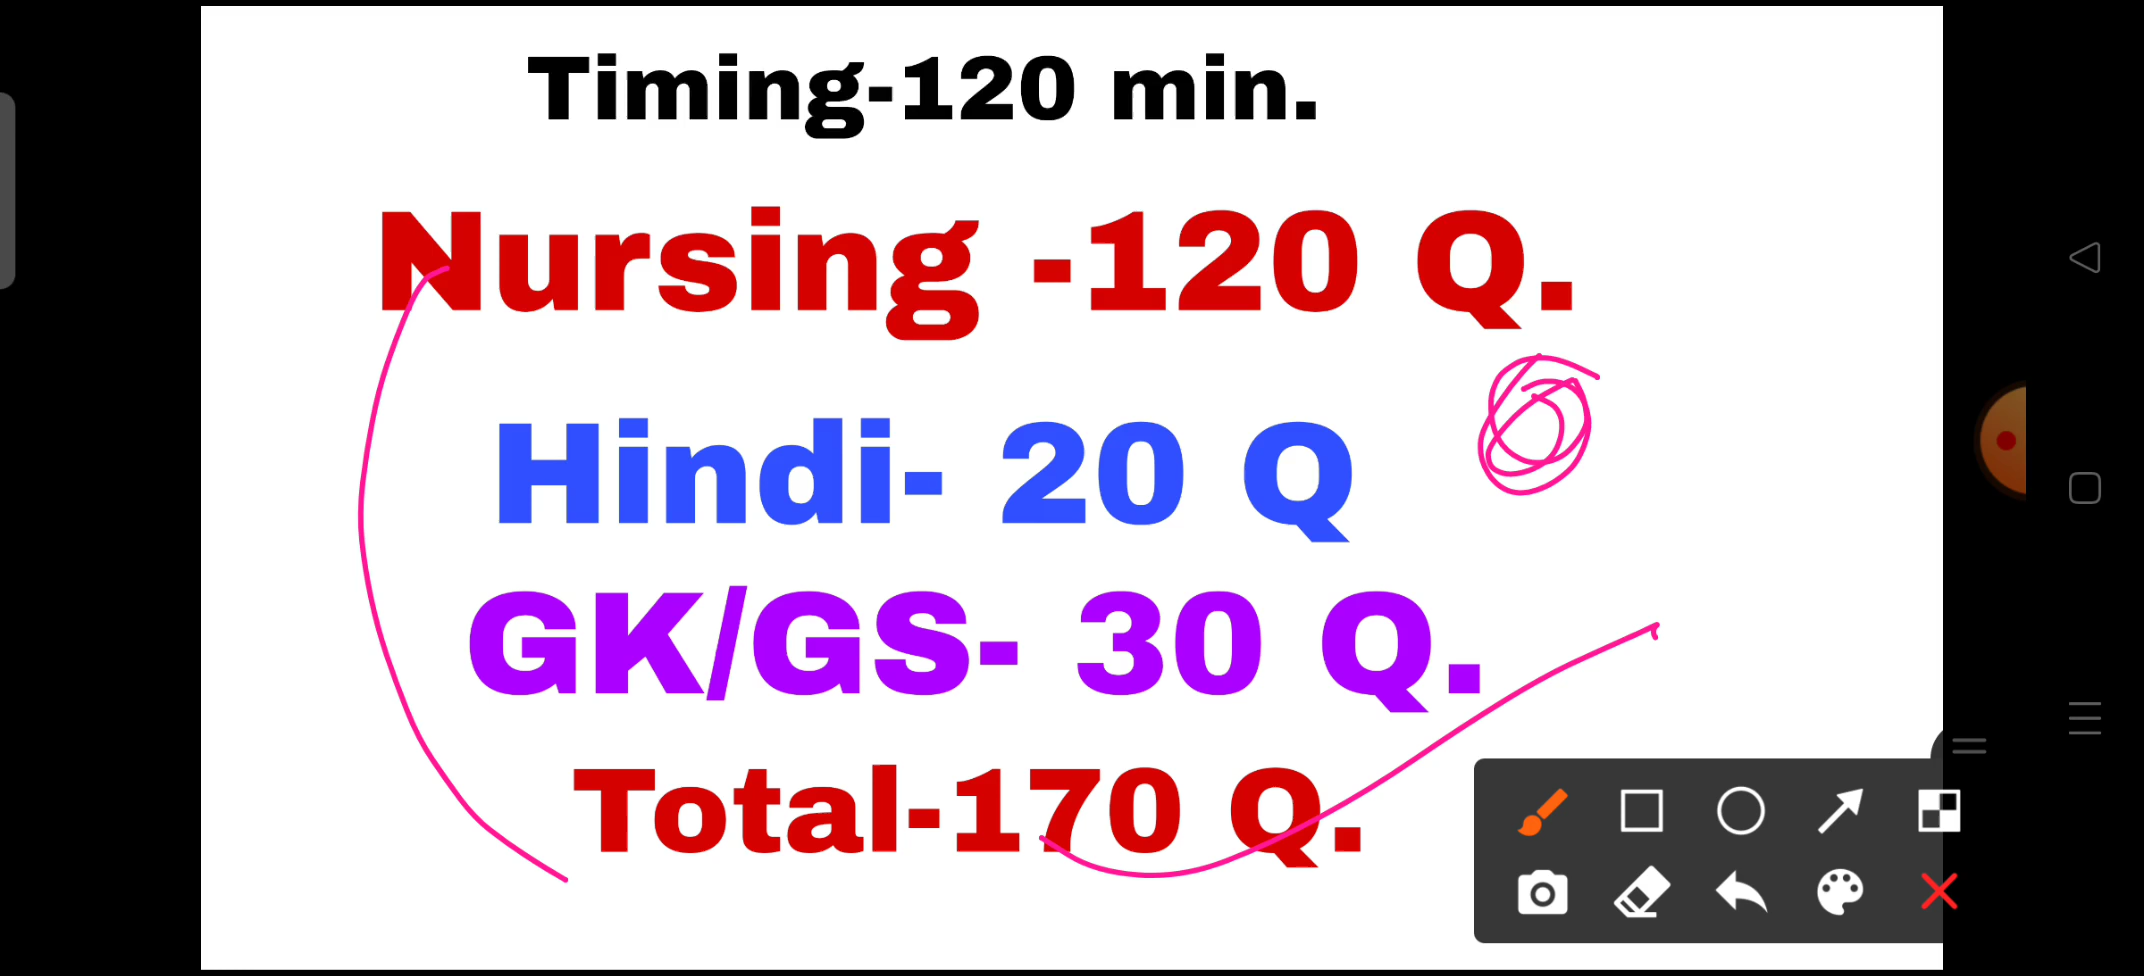 Timing-120 min.
Nursing -120 Q.
Hindi- 20 Q
GK/GS- 30 Q.
Total-170 Q.